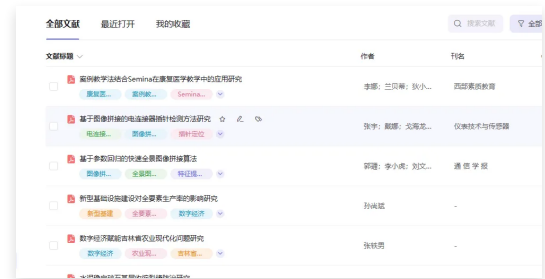 全部文献 最近打开 我的收藏 搜索文献 全部
文献标题 作者 刊名
案例教学法结合Semina在康复医学教学中的应用研究
康复医... 案例教... Semina...
李娜；兰贝蒂；狄小... 西部素质教育
基于图像拼接的电连接器插针检测方法研究
电连接... 图像拼... 插针定位
张宇；戴娜；戈海龙... 仪表技术与传感器
基于参数回归的快速全景图像拼接算法
图像拼... 全景图... 特征提...
郭疆；李小虎；刘文... 通 信 学 报
新型基础设施建设对全要素生产率的影响研究
新型基建 全要素... 数字经济
孙尚斌 -
数字经济赋能吉林省农业现代化问题研究
数字经济 农业现... 吉林省...
张轶男 -